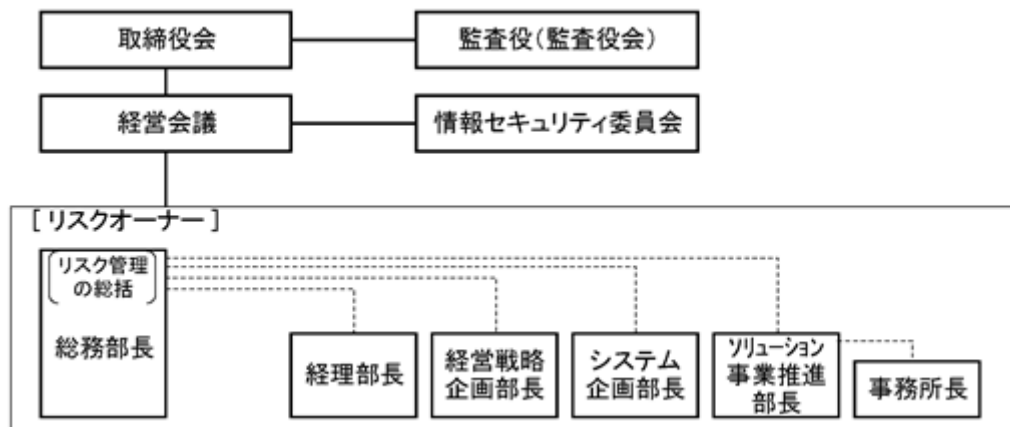 取締役会
監査役(監査役会)
経営会議
情報セキュリティ委員会
[リスクオーナー]
リスク管理
の総括
総務部長
経理部長
経営戦略
企画部長
システム
企画部長
ソリューション
事業推進
部長
事務所長